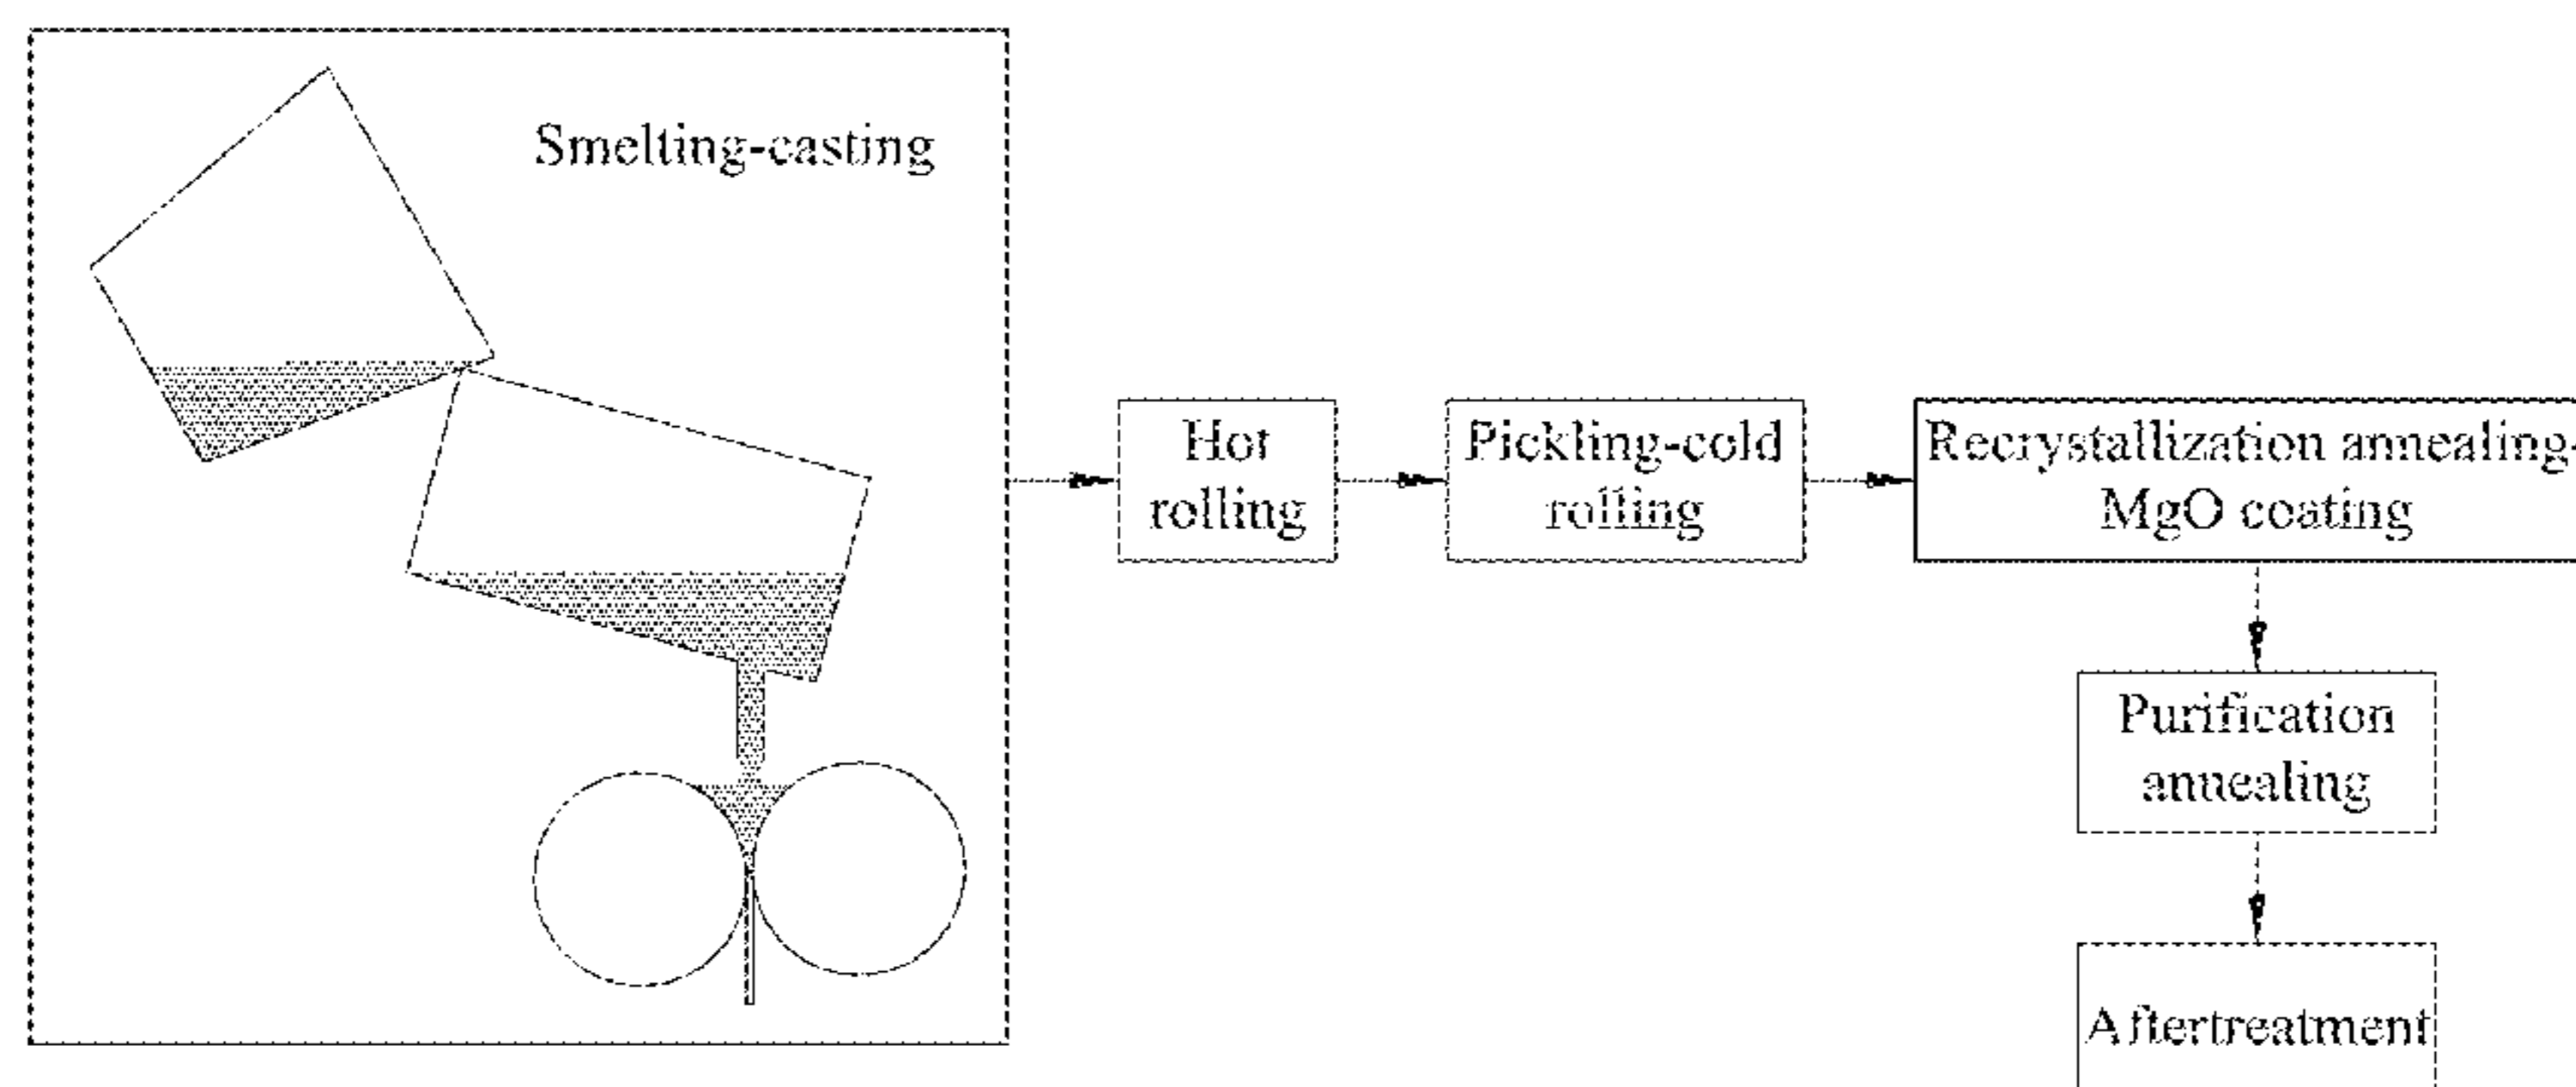 Smelting-casting
Hot
rolling
Pickling-cold
rolling
Recrystallization annealing-
MgO coating
Purification
annealing
Aftertreatment